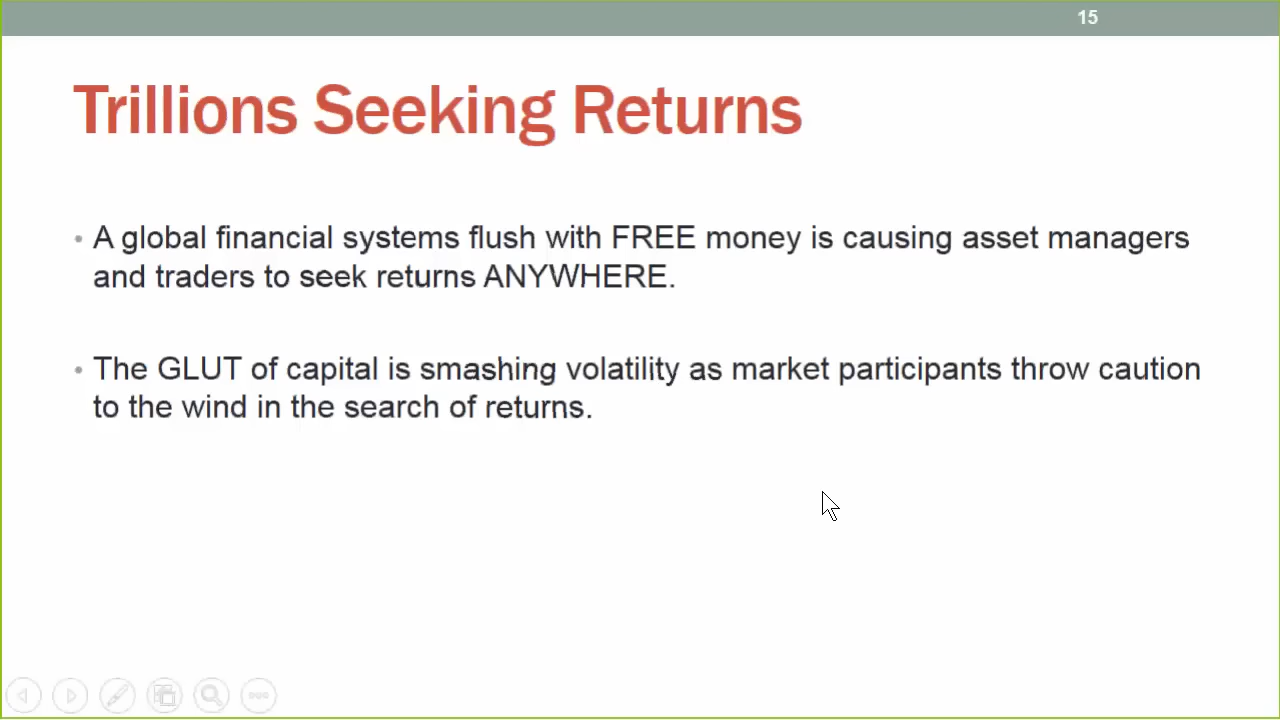 15
Trillions Seeking Returns
• A global financial systems flush with FREE money is causing asset managers
and traders to seek returns ANYWHERE.
• The GLUT of capital is smashing volatility as market participants throw caution
to the wind in the search of returns.